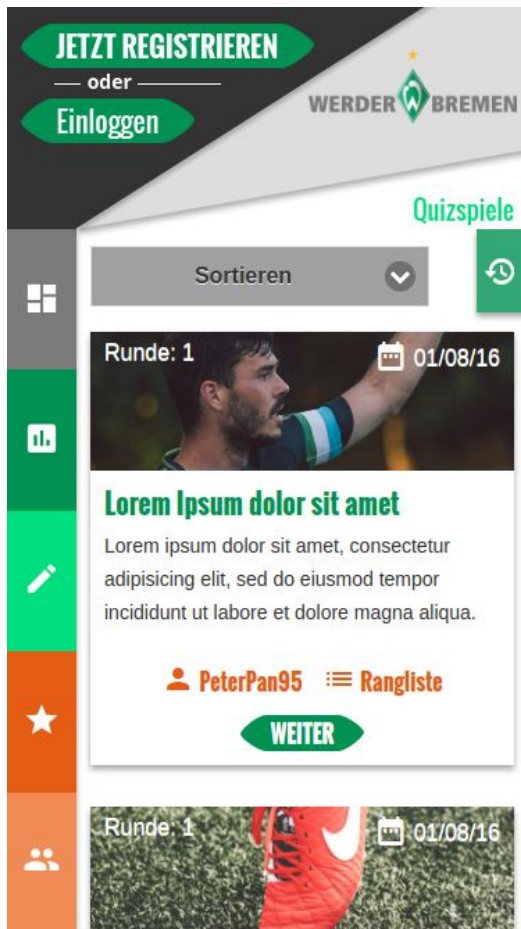 JETZT REGISTRIEREN
oder
Einloggen
WERDER BREMEN
Quizspiele
Sortieren
Runde: 1 01/08/16
Lorem Ipsum dolor sit amet
Lorem ipsum dolor sit amet, consectetur
adipisicing elit, sed do eiusmod tempor
incididunt ut labore et dolore magna aliqua.
PeterPan95 Rangliste
WEITER
Runde: 1 01/08/16